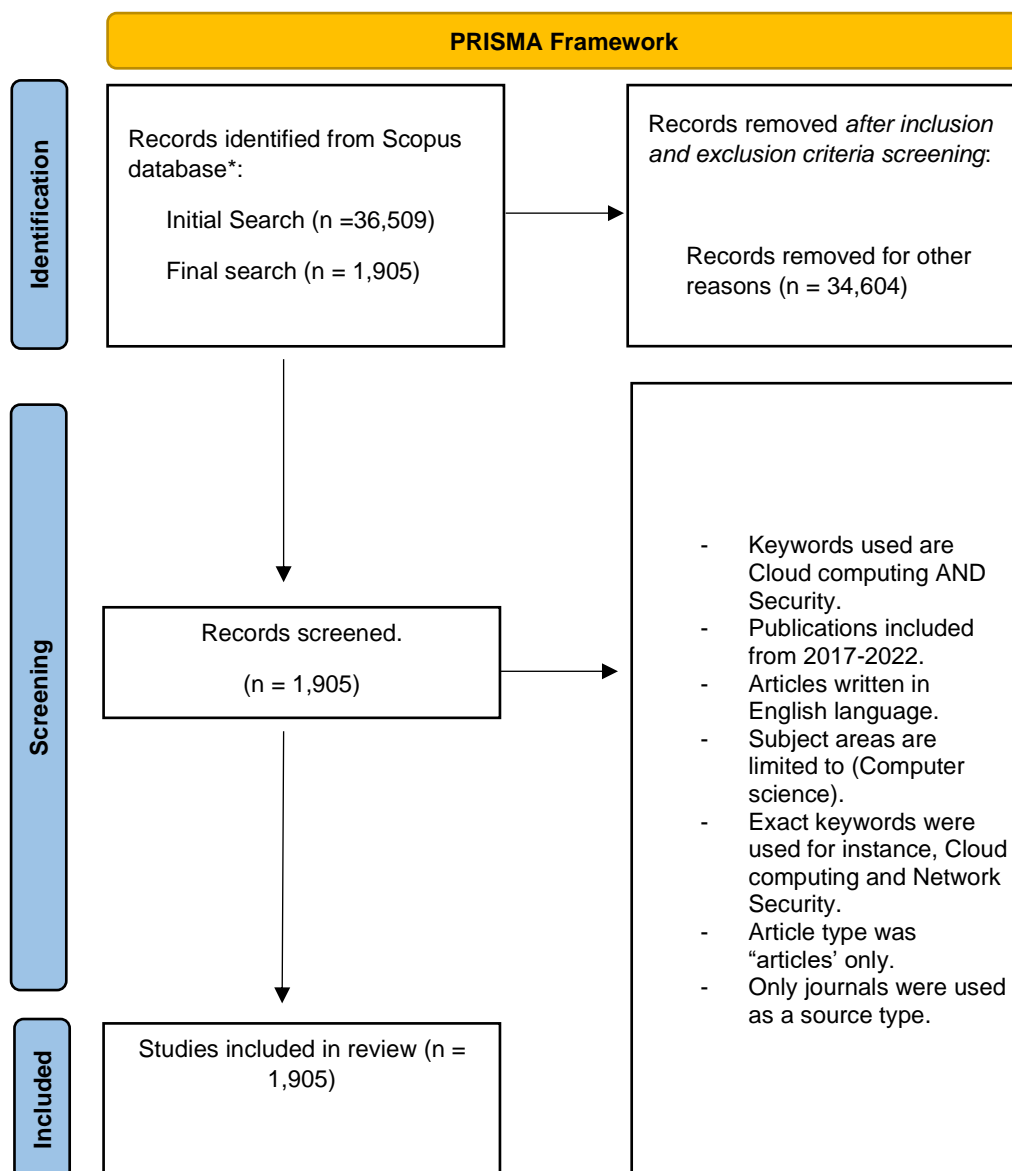 PRISMA Framework
Identification
Records identified from Scopus
database*:
Initial Search (n =36,509)
Final search (n = 1,905)
Records removed after inclusion
and exclusion criteria screening:
Records removed for other
reasons (n = 34,604)
Screening
Records screened.
(n = 1,905)
- Keywords used are
Cloud computing AND
Security.
- Publications included
from 2017-2022.
- Articles written in
English language.
- Subject areas are
limited to (Computer
science).
- Exact keywords were
used for instance, Cloud
computing and Network
Security.
- Article type was
“articles’ only.
- Only journals were used
as a source type.
Included
Studies included in review (n =
1,905)